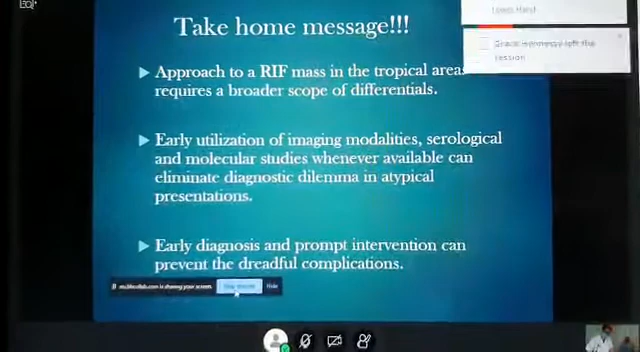 Take home message!!!
Approach to a RIF mass in the tropical areas
requires a broader scope of differentials.
Early utilization of imaging modalities, serological
and molecular studies whenever available can
eliminate diagnostic dilemma in atypical
presentations.
Early diagnosis and prompt intervention can
prevent the dreadful complications.
is sharing your screen.
Hide
left the
session